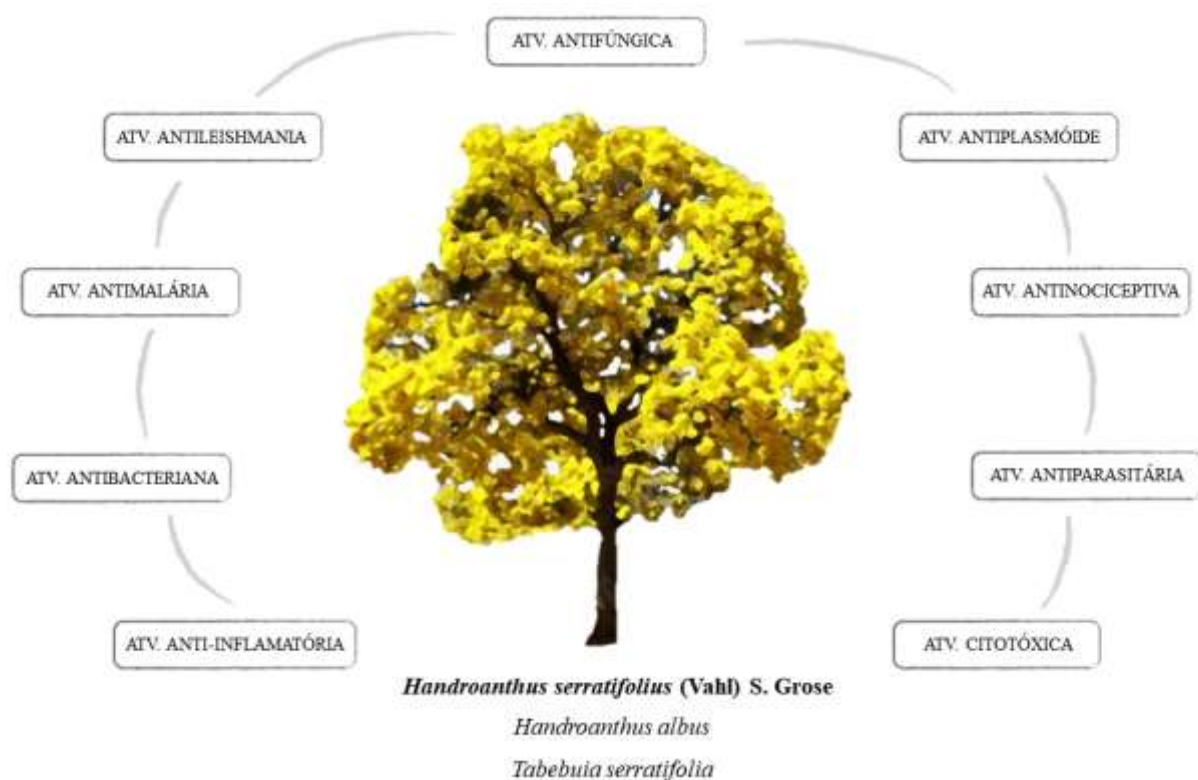 ATV. ANTIFÚNGICA
ATV. ANTILEISHMANIA
ATV. ANTIPLASMÓIDE
ATV. ANTIMALÁRIA
ATV. ANTINOCICEPTIVA
ATV. ANTIBACTERIANA
ATV. ANTIPARASITÁRIA
ATV. ANTI-INFLAMATÓRIA
ATV. CITOTÓXICA
Handroanthus serratifolius (Vahl) S. Grose
Handroanthus albus
Tabebuia serratifolia